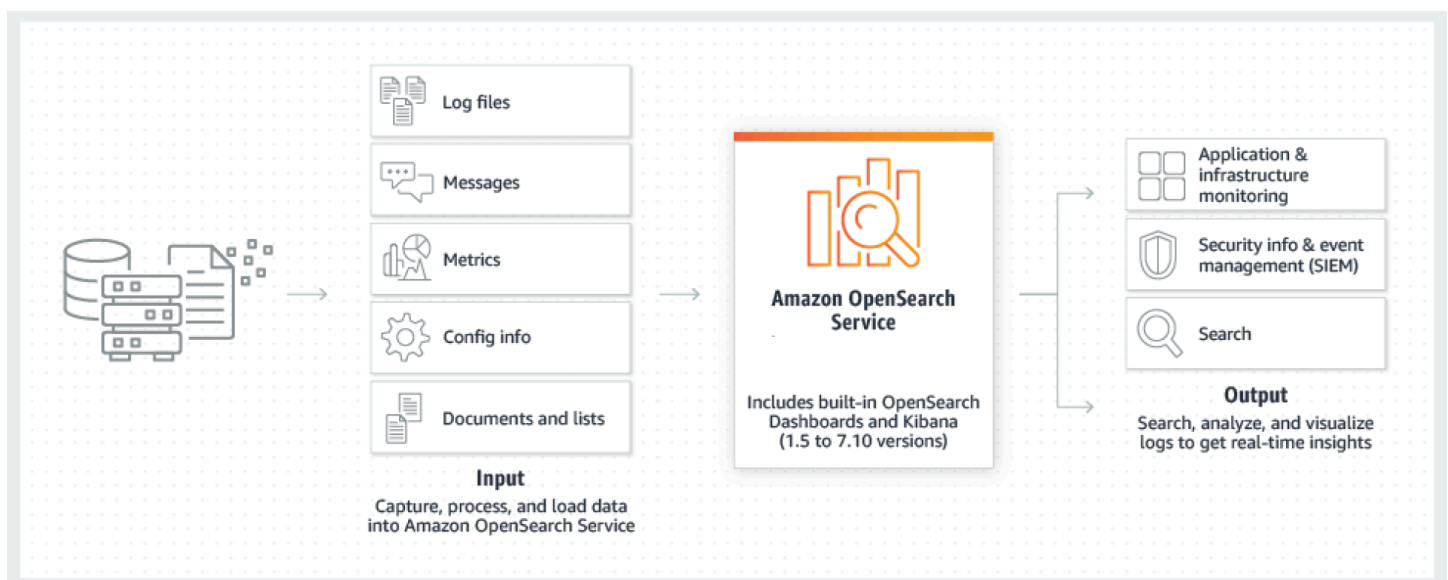 Log files
Messages
Metrics
Config info
Documents and lists
Input
Capture, process, and load data
into Amazon OpenSearch Service
Amazon OpenSearch
Service
Includes built-in OpenSearch
Dashboards and Kibana
(1.5 to 7.10 versions)
Application &
infrastructure
monitoring
Security info & event
management (SIEM)
Search
Output
Search, analyze, and visualize
logs to get real-time insights